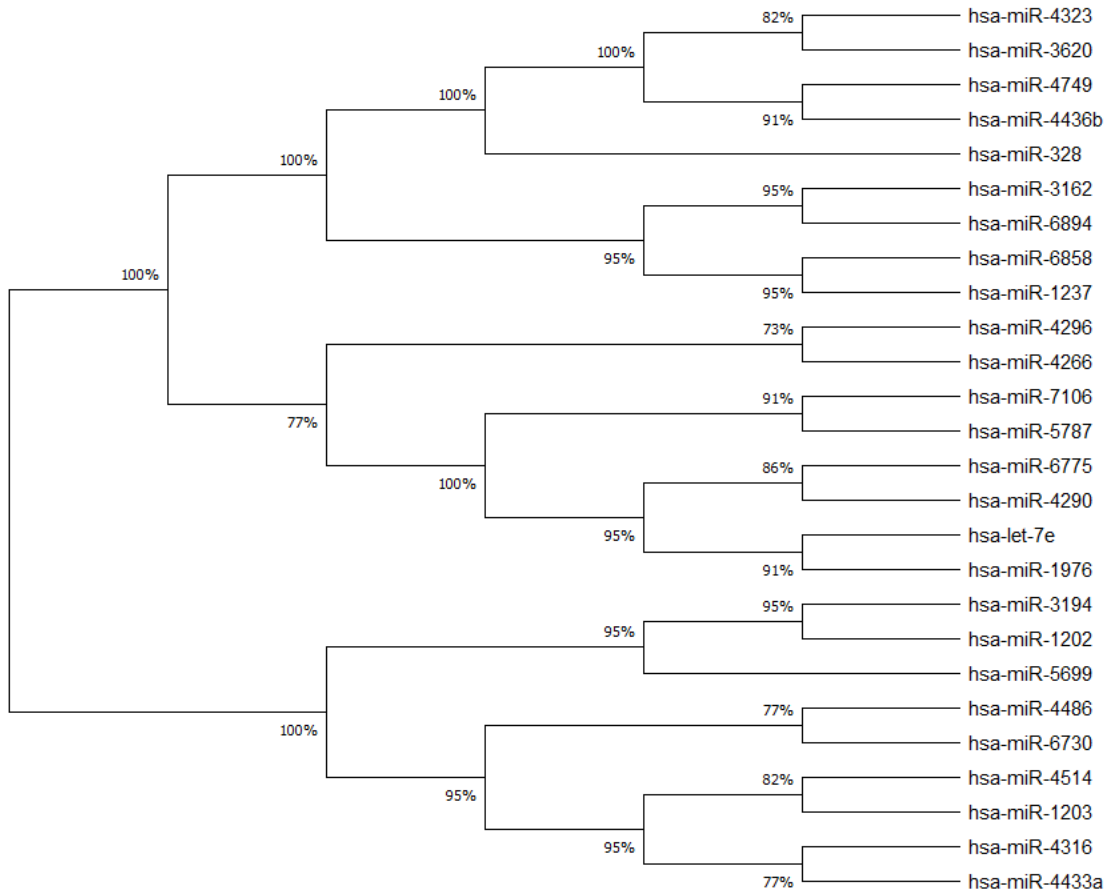 82% hsa-miR-4323
100% hsa-miR-3620
100% hsa-miR-4749
91% hsa-miR-4436b
100% hsa-miR-328
95% hsa-miR-3162
hsa-miR-6894
95% hsa-miR-6858
100% 95% hsa-miR-1237
73% hsa-miR-4296
hsa-miR-4266
91% hsa-miR-7106
77% hsa-miR-5787
86% hsa-miR-6775
100% hsa-miR-4290
95% hsa-let-7e
91% hsa-miR-1976
95% hsa-miR-3194
95% hsa-miR-1202
hsa-miR-5699
77% hsa-miR-4486
100% hsa-miR-6730
82% hsa-miR-4514
95% hsa-miR-1203
95% hsa-miR-4316
77% hsa-miR-4433a